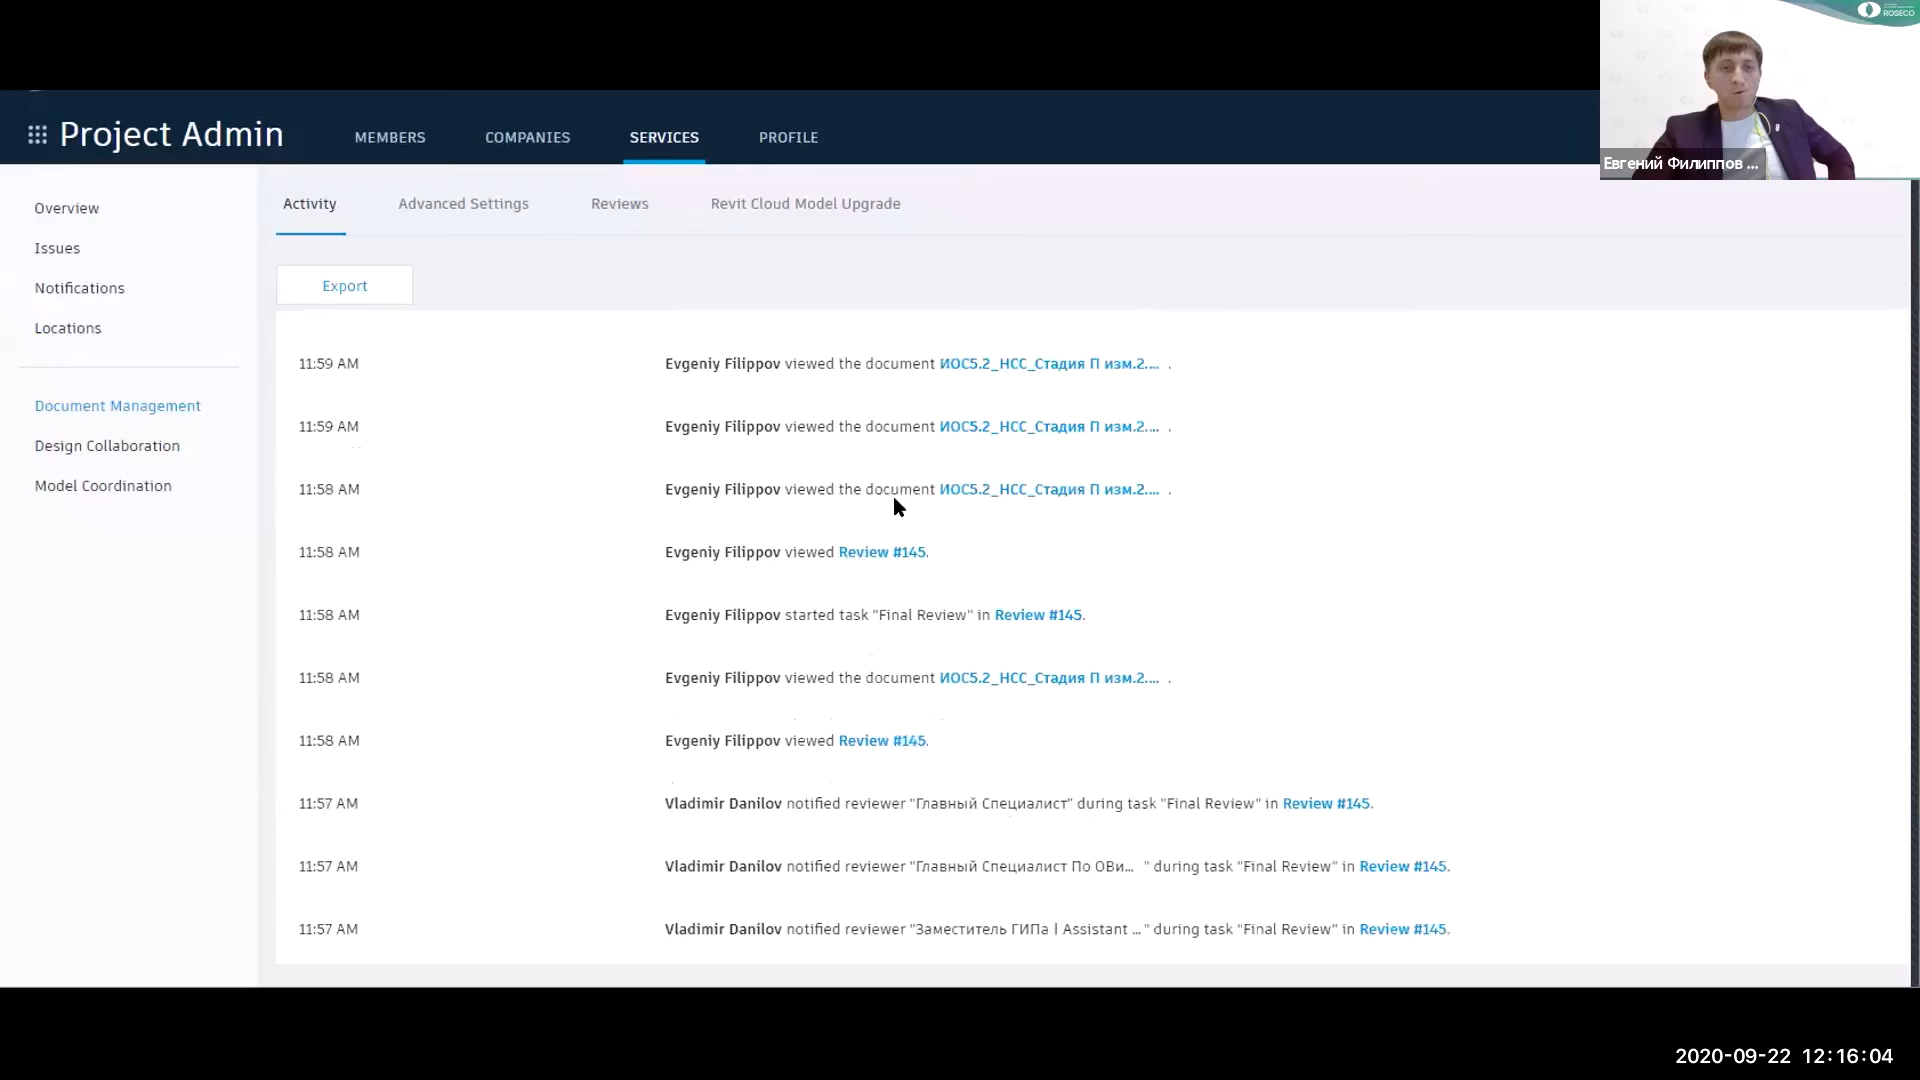 ROSECO
Project Admin
MEMBERS
COMPANIES
SERVICES
PROFILE
Евгений Филиппов ...
Overview
Issues
Notifications
Locations
Document Management
Design Collaboration
Model Coordination
Activity
Advanced Settings
Reviews
Revit Cloud Model Upgrade
Export
11:59 AM Evgeniy Filippov viewed the document ИОС5.2_НСС_Стадия П изм.2.... .
11:59 AM Evgeniy Filippov viewed the document ИОС5.2_НСС_Стадия П изм.2.... .
11:58 AM Evgeniy Filippov viewed the document ИОС5.2_НСС_Стадия П изм.2.... .
11:58 AM Evgeniy Filippov viewed Review #145.
11:58 AM Evgeniy Filippov started task "Final Review" in Review #145.
11:58 AM Evgeniy Filippov viewed the document ИОС5.2_НСС_Стадия П изм.2.... .
11:58 AM Evgeniy Filippov viewed Review #145.
11:57 AM Vladimir Danilov notified reviewer "Главный Специалист" during task "Final Review" in Review #145.
11:57 AM Vladimir Danilov notified reviewer "Главный Специалист По ОВи... " during task "Final Review" in Review #145.
11:57 AM Vladimir Danilov notified reviewer "Заместитель ГИПа | Assistant ... " during task "Final Review" in Review #145.
2020-09-22 12:16:04